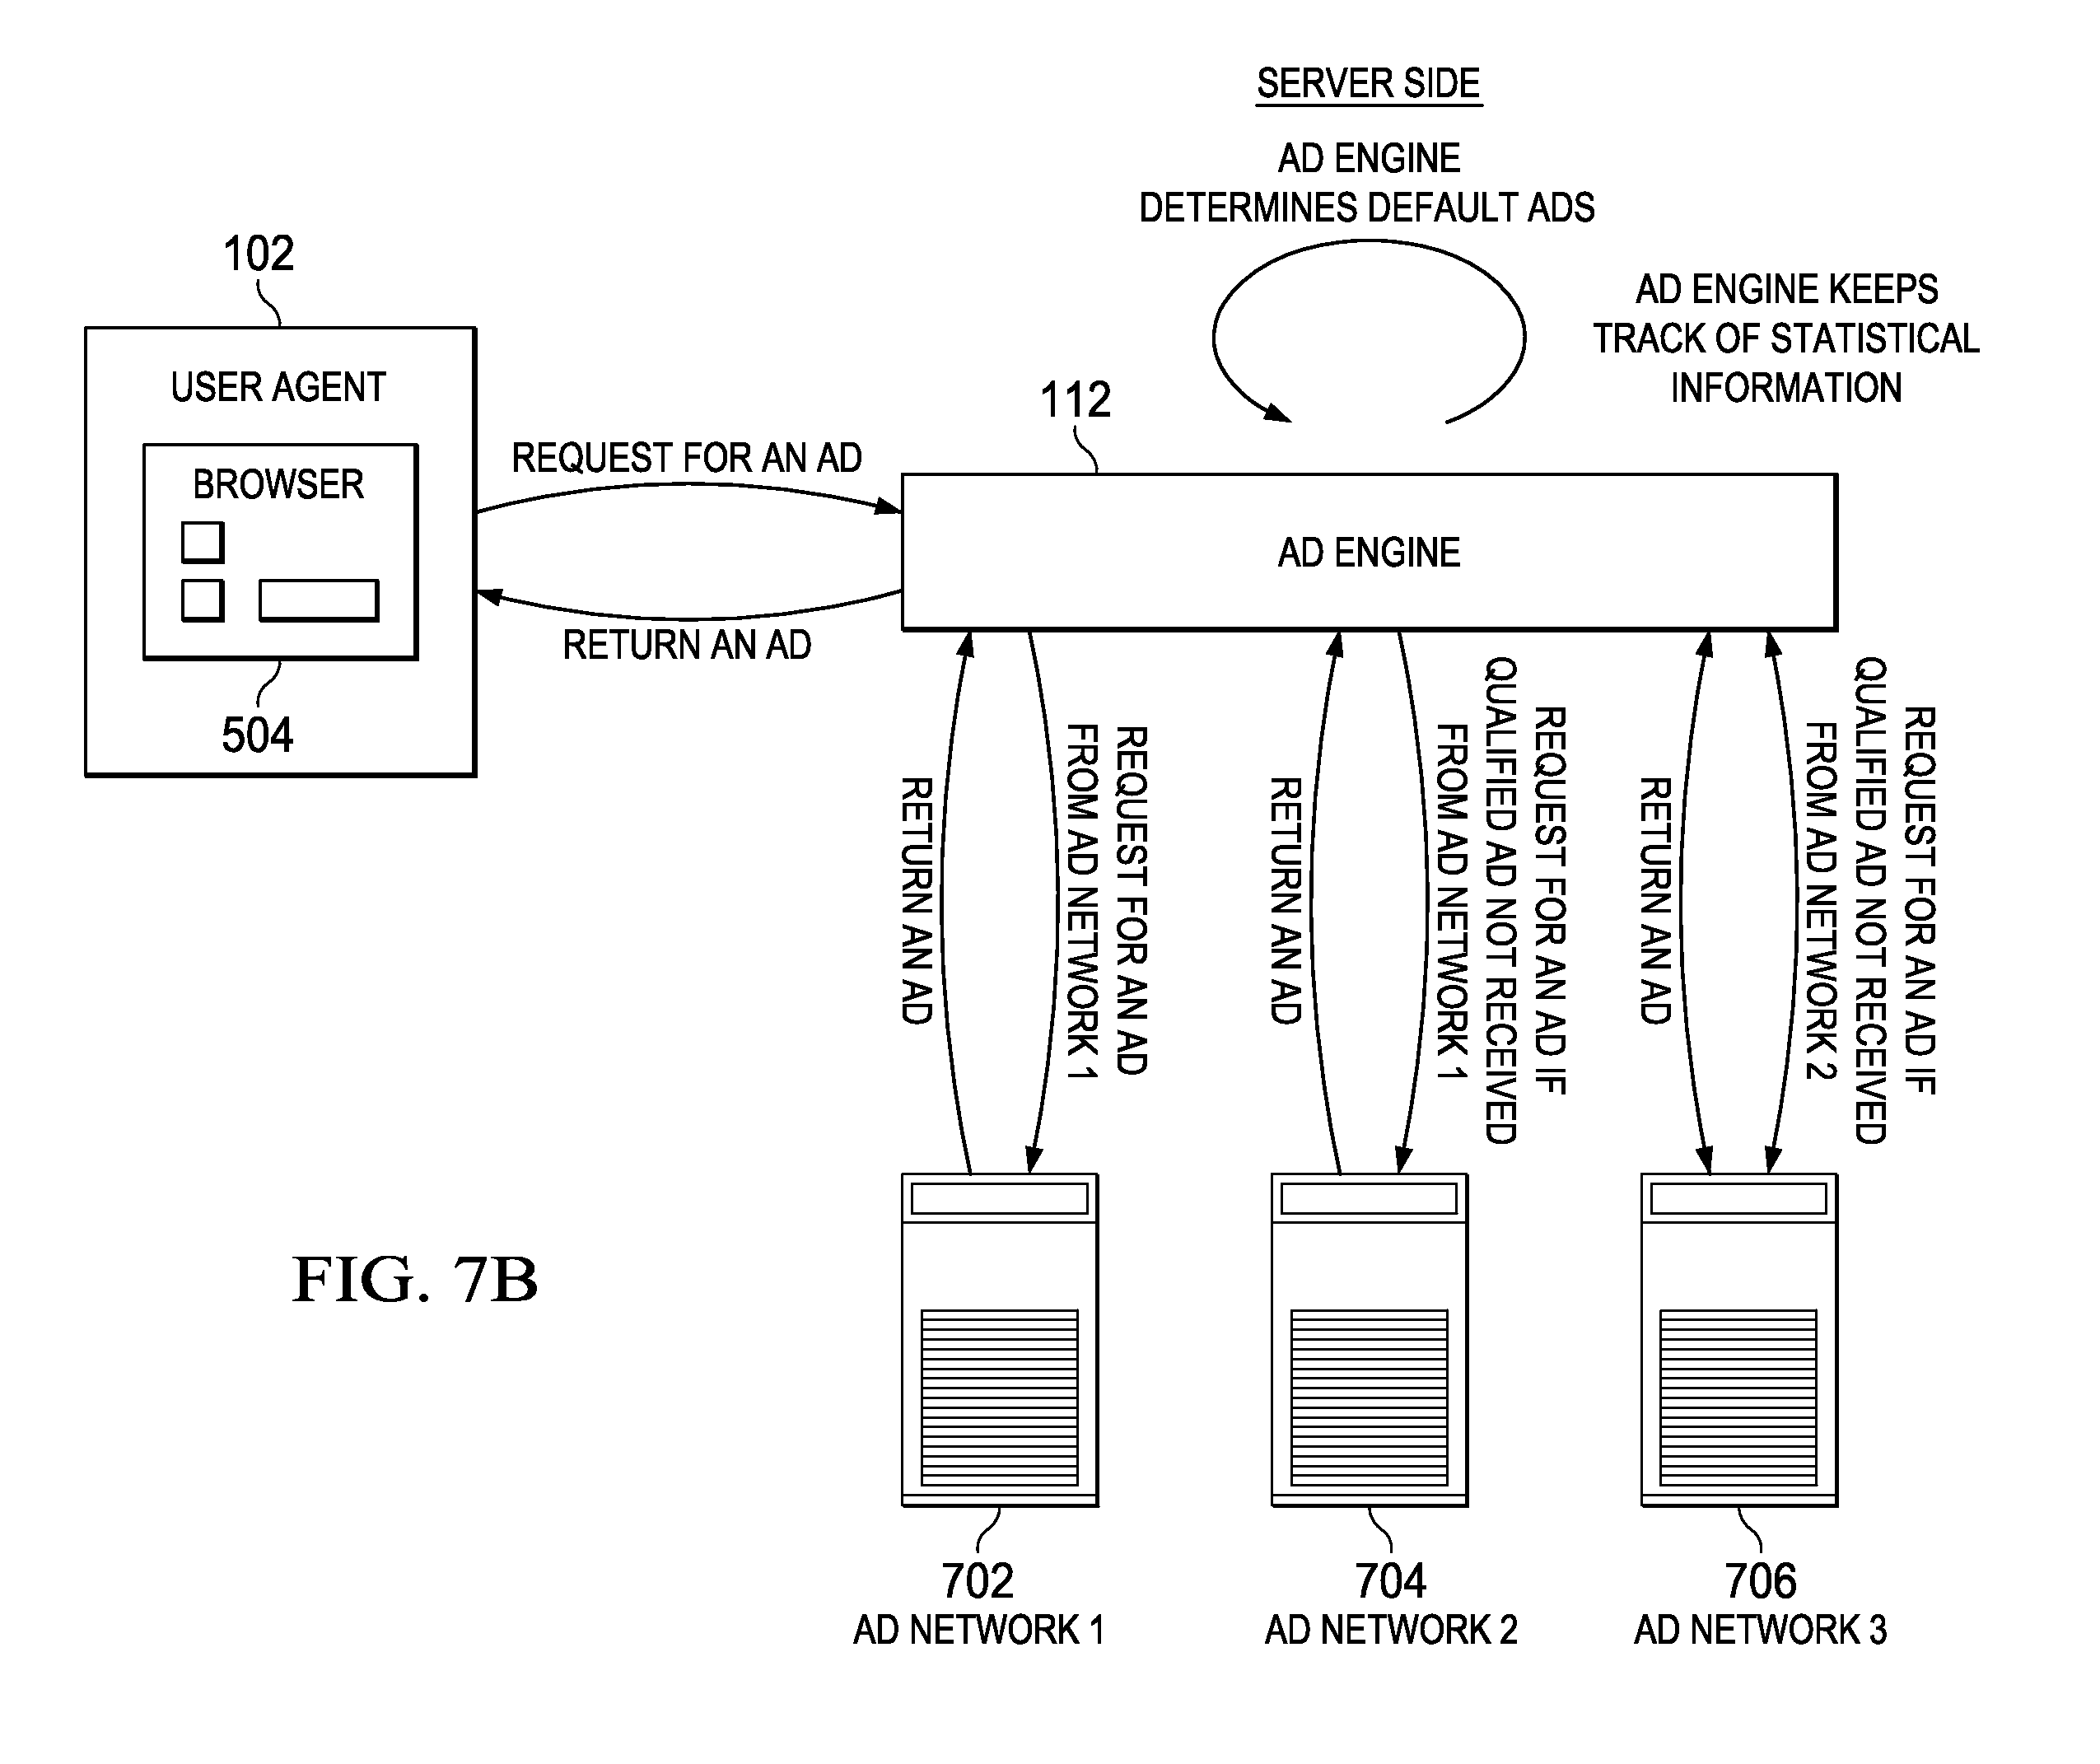 SERVER SIDE
AD ENGINE
DETERMINES DEFAULT ADS
AD ENGINE KEEPS
TRACK OF STATISTICAL
INFORMATION
102
USER AGENT
BROWSER
504
REQUEST FOR AN AD
RETURN AN AD
112
AD ENGINE
RETURN AN AD
REQUEST FOR AN AD
FROM AD NETWORK 1
RETURN AN AD
REQUEST FOR AN AD IF
QUALIFIED AD NOT RECEIVED
FROM AD NETWORK 1
RETURN AN AD
REQUEST FOR AN AD IF
QUALIFIED AD NOT RECEIVED
FROM AD NETWORK 2
702
AD NETWORK 1
704
AD NETWORK 2
706
AD NETWORK 3
FIG. 7B